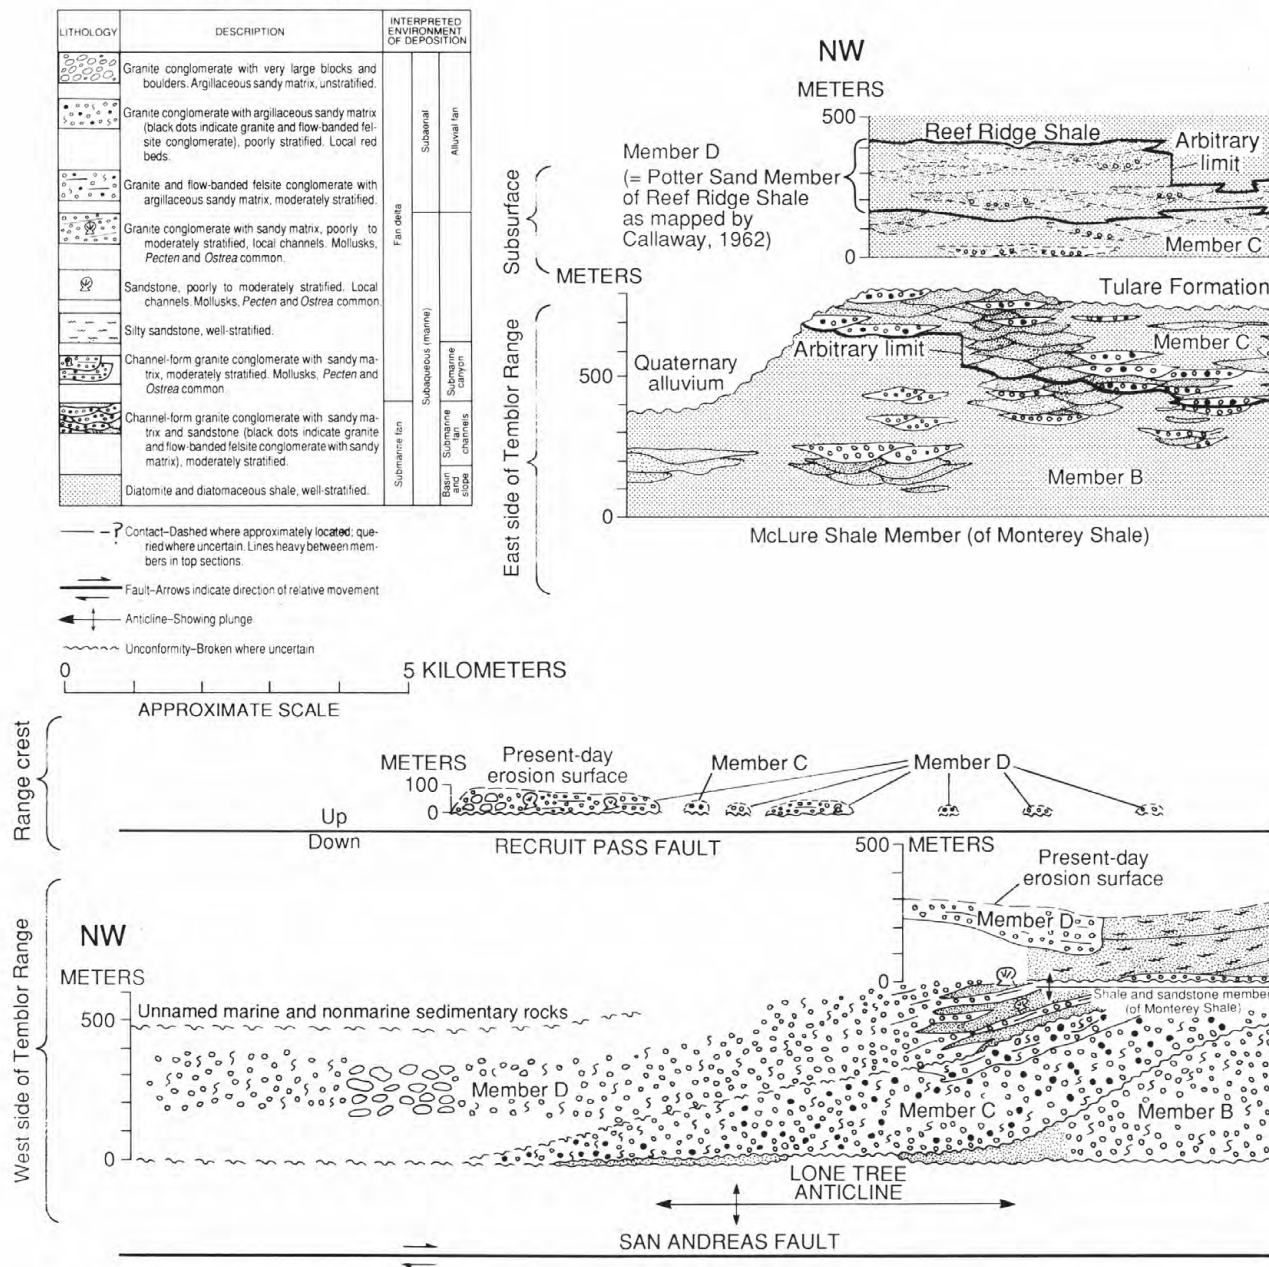 LITHOLOGY
DESCRIPTION
INTERPRETED
ENVIRONMENT
OF DEPOSITION
Granite conglomerate with very large blocks and
boulders. Argillaceous sandy matrix, unstratified.
Granite conglomerate with argillaceous sandy matrix
(black dots indicate granite and flow-banded fel-
site conglomerate), poorly stratified. Local red
beds.
Granite and flow-banded felsite conglomerate with
argillaceous sandy matrix, moderately stratified.
Granite conglomerate with sandy matrix, poorly to
moderately stratified, local channels. Mollusks,
Pecten and Ostrea common.
Sandstone, poorly to moderately stratified. Local
channels. Mollusks, Pecten and Ostrea common.
Silty sandstone, well-stratified.
Channel-form granite conglomerate with sandy ma-
trix, moderately stratified. Mollusks, Pecten and
Ostrea common.
Channel-form granite conglomerate with sandy ma-
trix and sandstone (black dots indicate granite
and flow-banded felsite conglomerate with sandy
matrix), moderately stratified.
Diatomite and diatomaceous shale, well-stratified.
Fan delta
Submarine fan
Subaerial
Subaqueous (marine)
Alluvial fan
Submarine
canyon
Submarine
fan
channels
Basin
and
slope
– ? Contact–Dashed where approximately located; que-
ried where uncertain. Lines heavy between mem-
bers in top sections.
Fault–Arrows indicate direction of relative movement
Anticline–Showing plunge
Unconformity–Broken where uncertain
0 5 KILOMETERS
APPROXIMATE SCALE
NW
METERS
500
0
Reef Ridge Shale
Arbitrary
limit
Member C
Member D
(= Potter Sand Member
of Reef Ridge Shale
as mapped by
Callaway, 1962)
Subsurface
METERS
500
0
Tulare Formation
Member C
Arbitrary limit
Quaternary
alluvium
Member B
McLure Shale Member (of Monterey Shale)
East side of Temblor Range
Range crest
METERS
100
0
Present-day
erosion surface
Member C
Member D
Up
Down
RECRUIT PASS FAULT
West side of Temblor Range
500 METERS
0
Present-day
erosion surface
Member D
Shale and sandstone member
(of Monterey Shale)
NW
METERS
500
0
Unnamed marine and nonmarine sedimentary rocks
Member D
Member C
Member B
LONE TREE
ANTICLINE
SAN ANDREAS FAULT